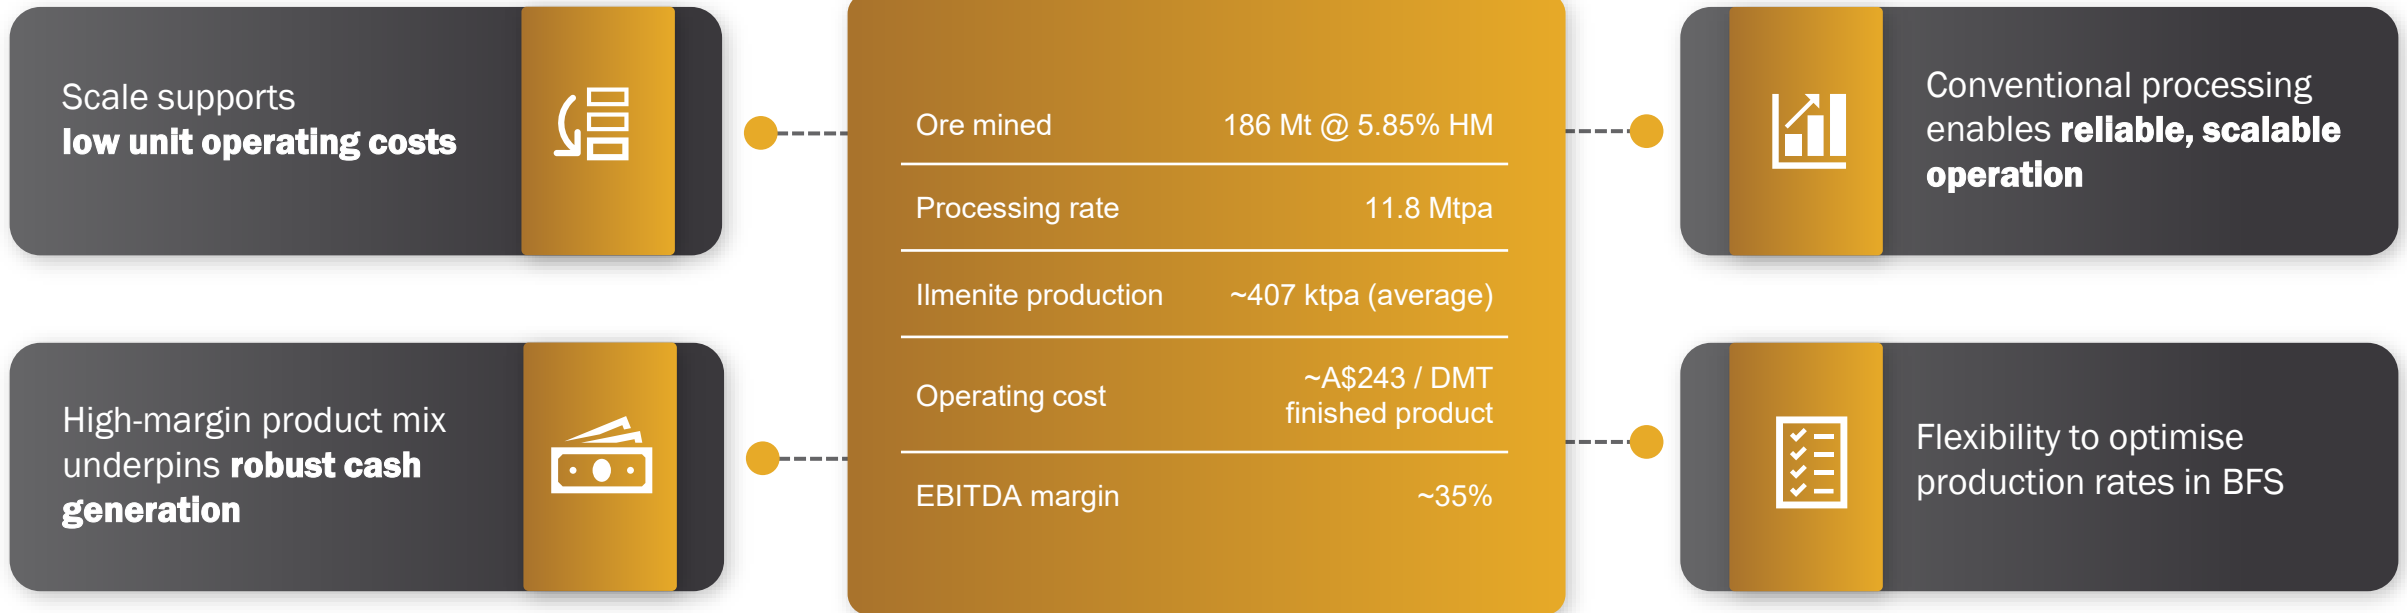 Scale supports
low unit operating costs
High-margin product mix
underpins robust cash
generation
Ore mined 186 Mt @ 5.85% HM
Processing rate 11.8 Mtpa
Ilmenite production ~407 ktpa (average)
Operating cost ~A$243 / DMT
finished product
EBITDA margin ~35%
Conventional processing
enables reliable, scalable
operation
Flexibility to optimise
production rates in BFS